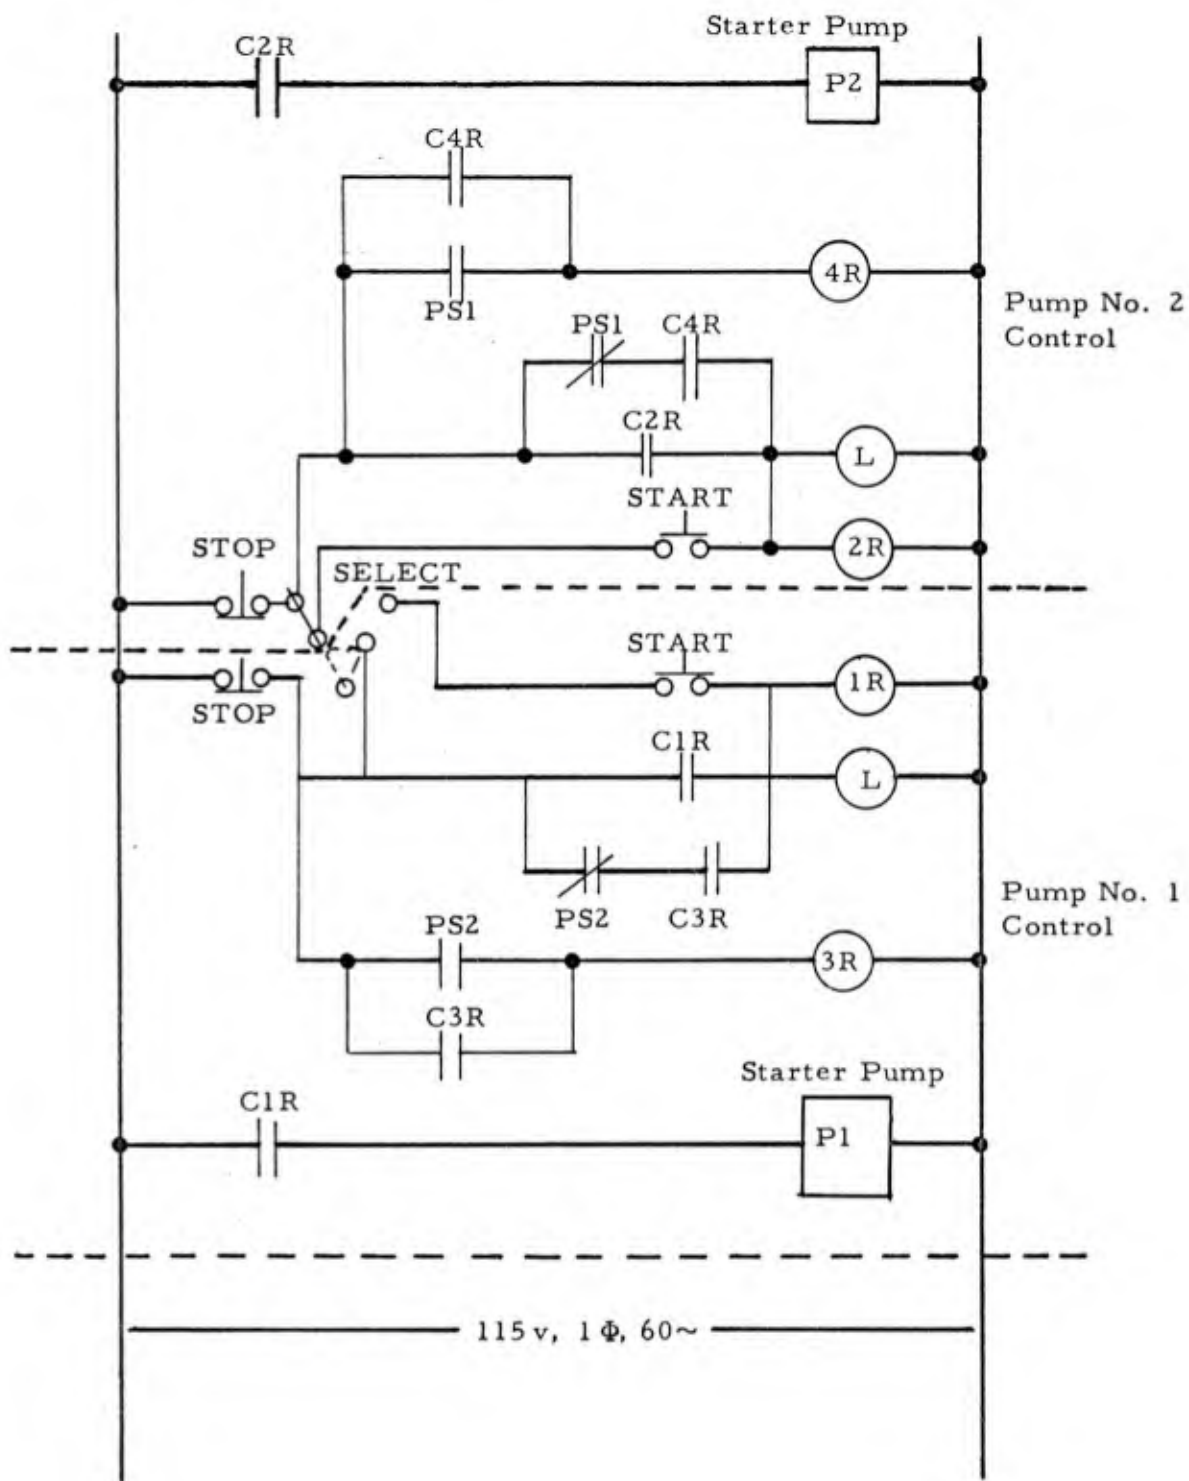 Starter Pump
C2R
P2
C4R
4R
PS1
Pump No. 2
Control
PS1 C4R
C2R
L
START
STOP
2R
SELECT
START
1R
STOP
C1R
L
PS2 C3R
Pump No. 1
Control
PS2
3R
C3R
Starter Pump
C1R
P1
115 v, 1 Φ, 60~